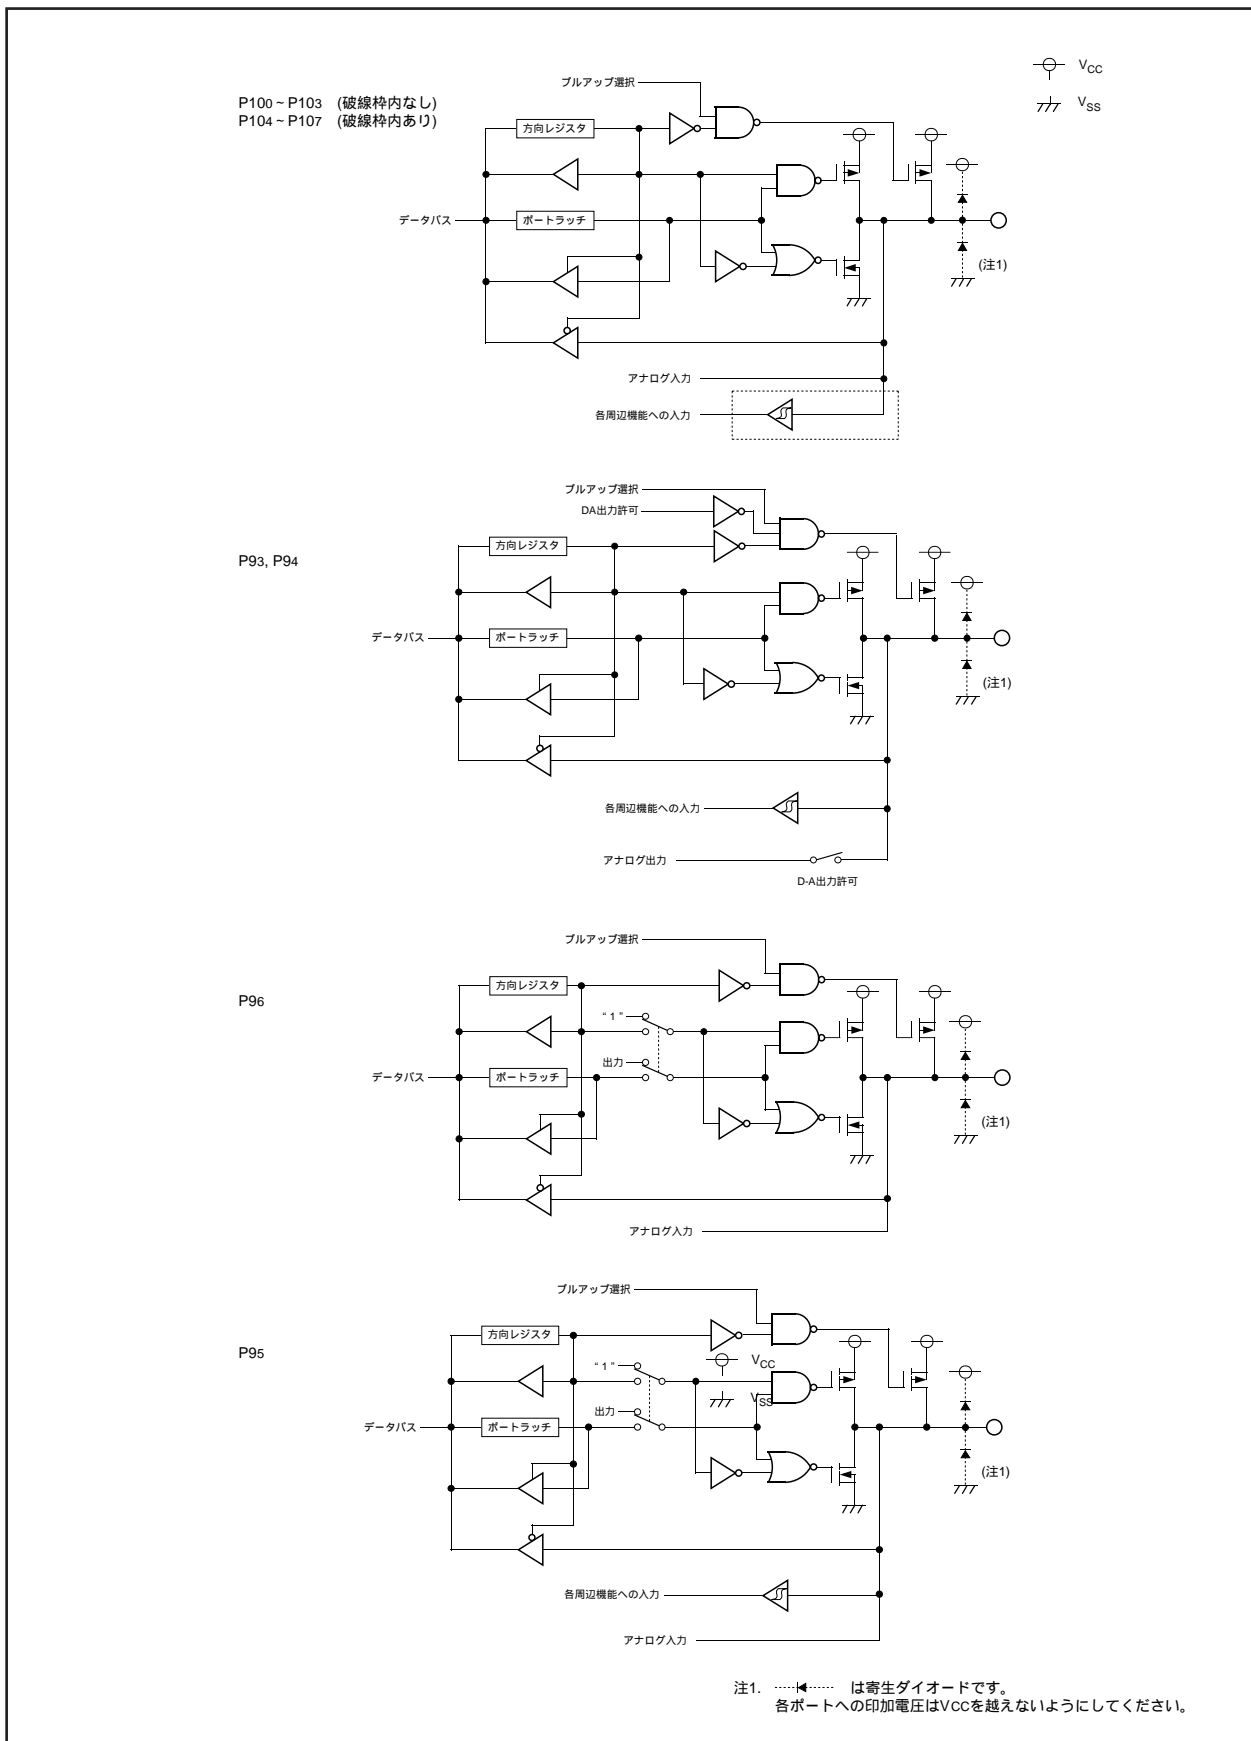 VCC
VSS
プルアップ選択
P100 ~ P103 (破線枠内なし)
P104 ~ P107 (破線枠内あり)
方向レジスタ
データバス
ポートラッチ
(注1)
アナログ入力
各周辺機能への入力
プルアップ選択
DA出力許可
方向レジスタ
P93, P94
データバス
ポートラッチ
(注1)
各周辺機能への入力
アナログ出力
D-A出力許可
プルアップ選択
方向レジスタ
P96
“ 1 ”
出力
データバス
ポートラッチ
(注1)
アナログ入力
プルアップ選択
方向レジスタ
P95
“ 1 ”
VCC
VSS
出力
データバス
ポートラッチ
(注1)
各周辺機能への入力
アナログ入力
注1. は寄生ダイオードです。
各ポートへの印加電圧はVCCを越えないようにしてください。